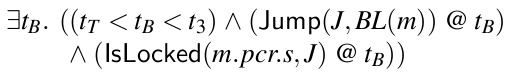 ∃t_B. ((t_T < t_B < t_3) ∧ (Jump(J, BL(m)) @ t_B)
∧ (IsLocked(m.pcr.s, J) @ t_B))